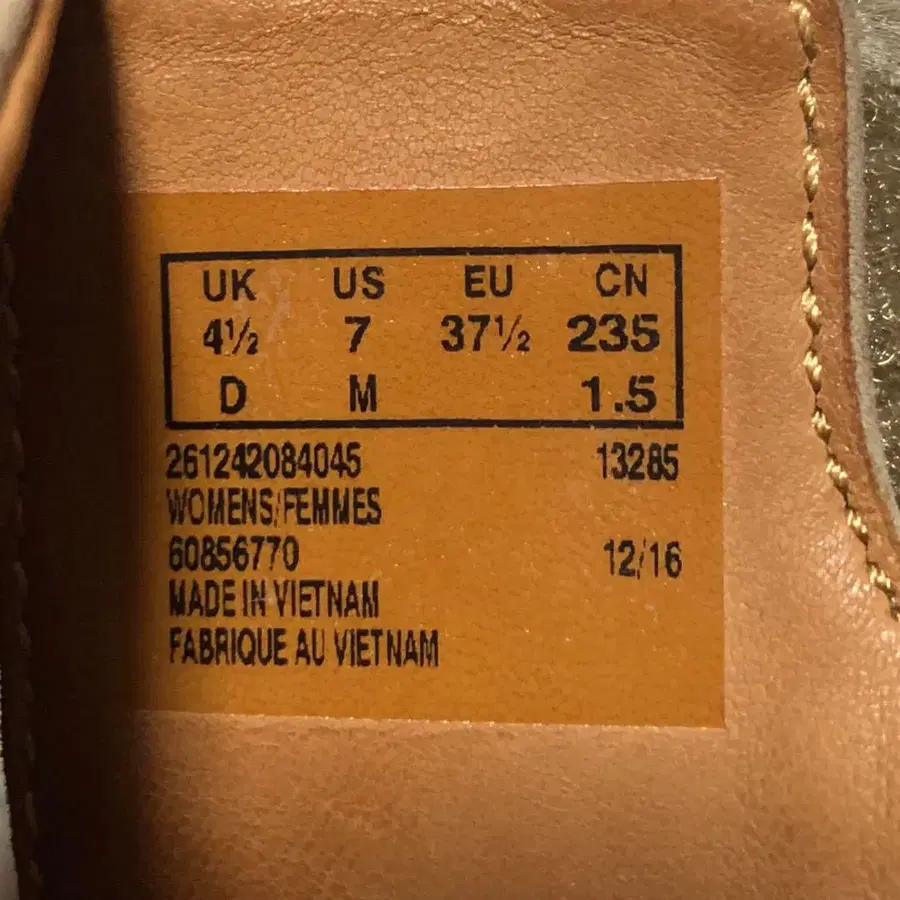 UK US EU CN
4½ 7 37½ 235
D M 1.5
261242084045 13285
WOMENS/FEMMES
60856770 12/16
MADE IN VIETNAM
FABRIQUE AU VIETNAM